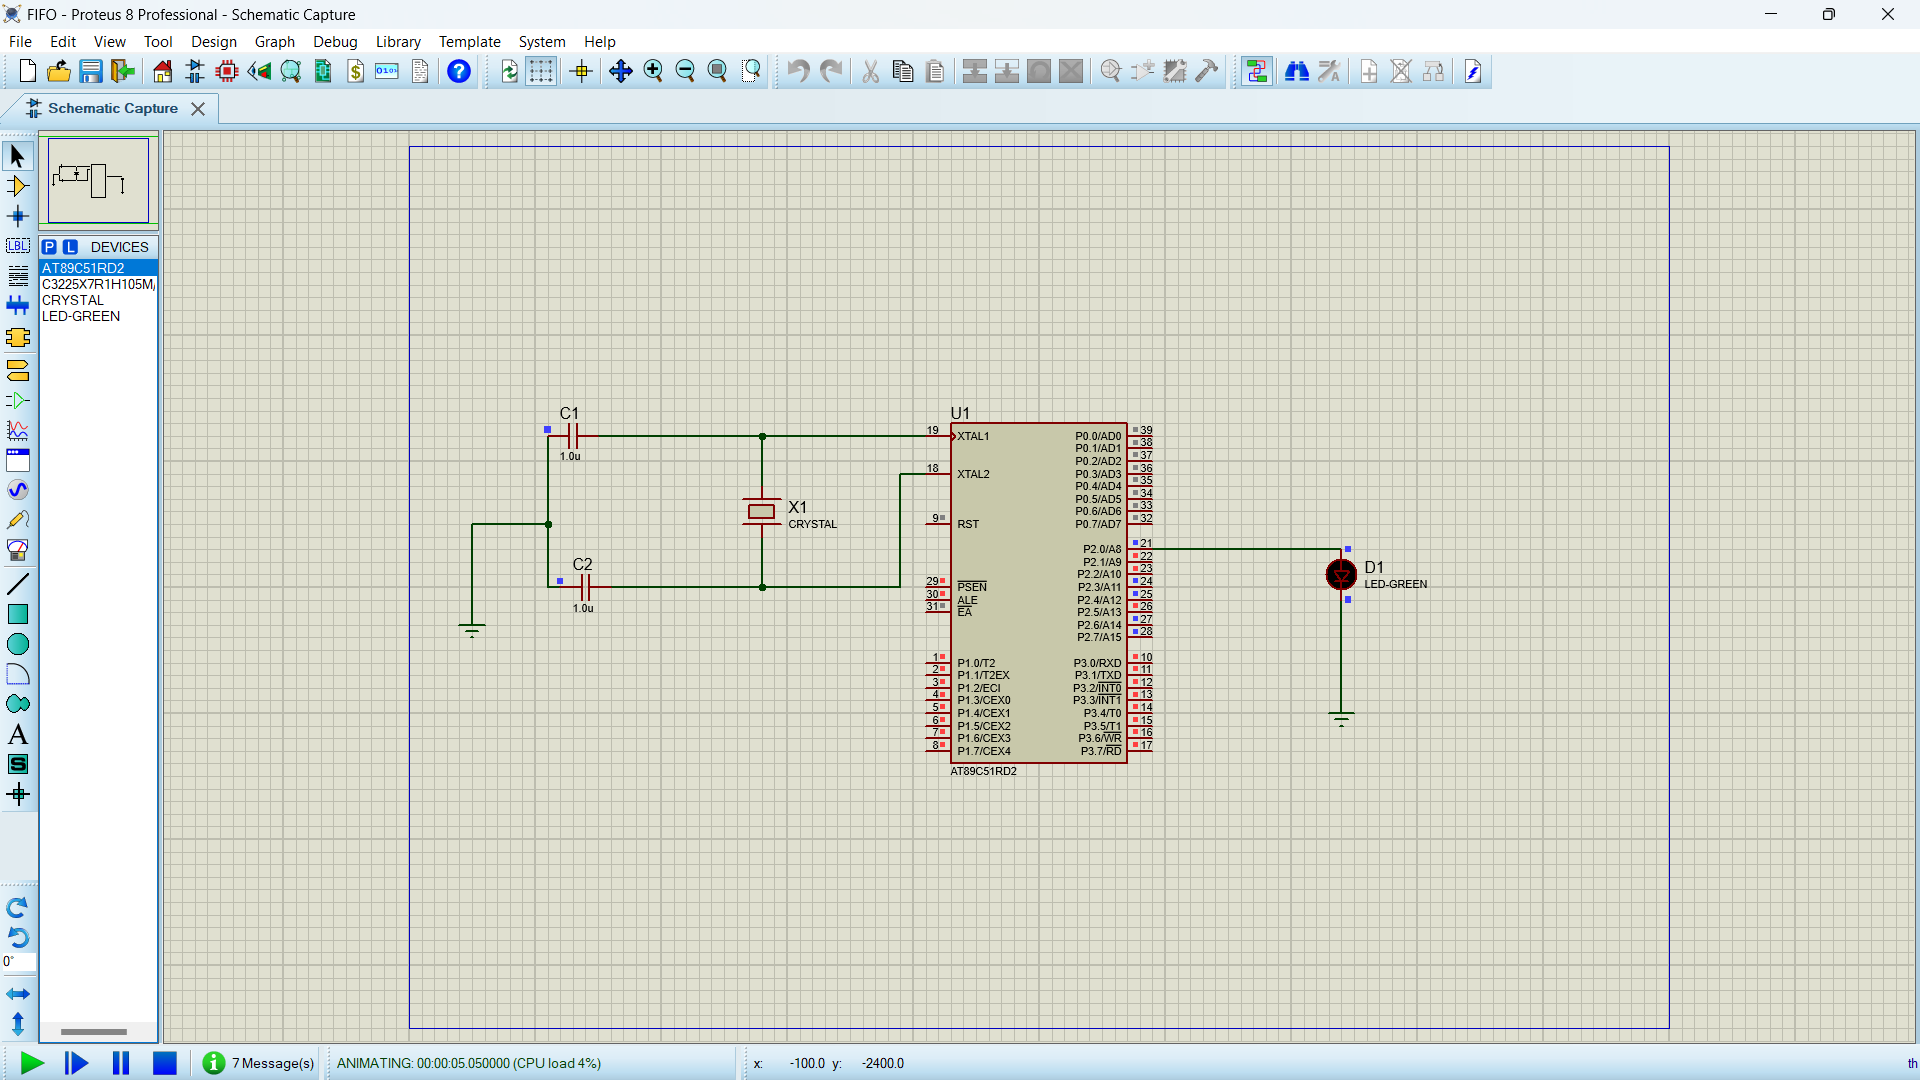 FIFO - Proteus 8 Professional - Schematic Capture
File Edit View Tool Design Graph Debug Library Template System Help
Schematic Capture
P L DEVICES
AT89C51RD2
C3225X7R1H105M
CRYSTAL
LED-GREEN
LBL
A
S
0°
C1
1.0u
C2
1.0u
X1
CRYSTAL
U1
19 XTAL1
18 XTAL2
9 RST
29 PSEN
30 ALE
31 EA
1 P1.0/T2
2 P1.1/T2EX
3 P1.2/ECI
4 P1.3/CEX0
5 P1.4/CEX1
6 P1.5/CEX2
7 P1.6/CEX3
8 P1.7/CEX4
P0.0/AD0 39
P0.1/AD1 38
P0.2/AD2 37
P0.3/AD3 36
P0.4/AD4 35
P0.5/AD5 34
P0.6/AD6 33
P0.7/AD7 32
P2.0/A8 21
P2.1/A9 22
P2.2/A10 23
P2.3/A11 24
P2.4/A12 25
P2.5/A13 26
P2.6/A14 27
P2.7/A15 28
P3.0/RXD 10
P3.1/TXD 11
P3.2/INT0 12
P3.3/INT1 13
P3.4/T0 14
P3.5/T1 15
P3.6/WR 16
P3.7/RD 17
AT89C51RD2
D1
LED-GREEN
7 Message(s) ANIMATING: 00:00:05.050000 (CPU load 4%) x: -100.0 y: -2400.0 th